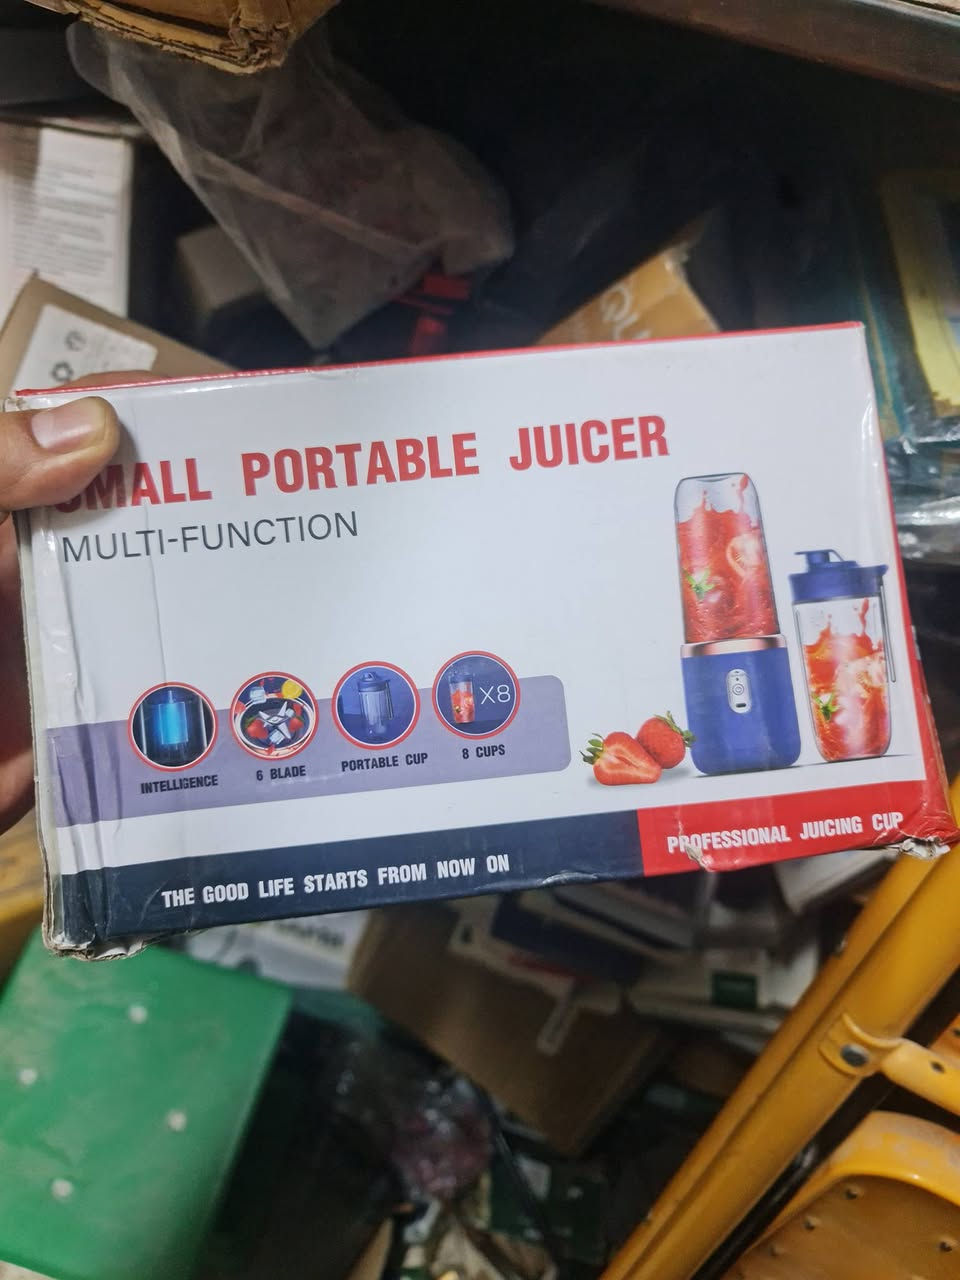 SMALL PORTABLE JUICER
MULTI-FUNCTION
X8
INTELLIGENCE
6 BLADE
PORTABLE CUP
8 CUPS
PROFESSIONAL JUICING CUP
THE GOOD LIFE STARTS FROM NOW ON